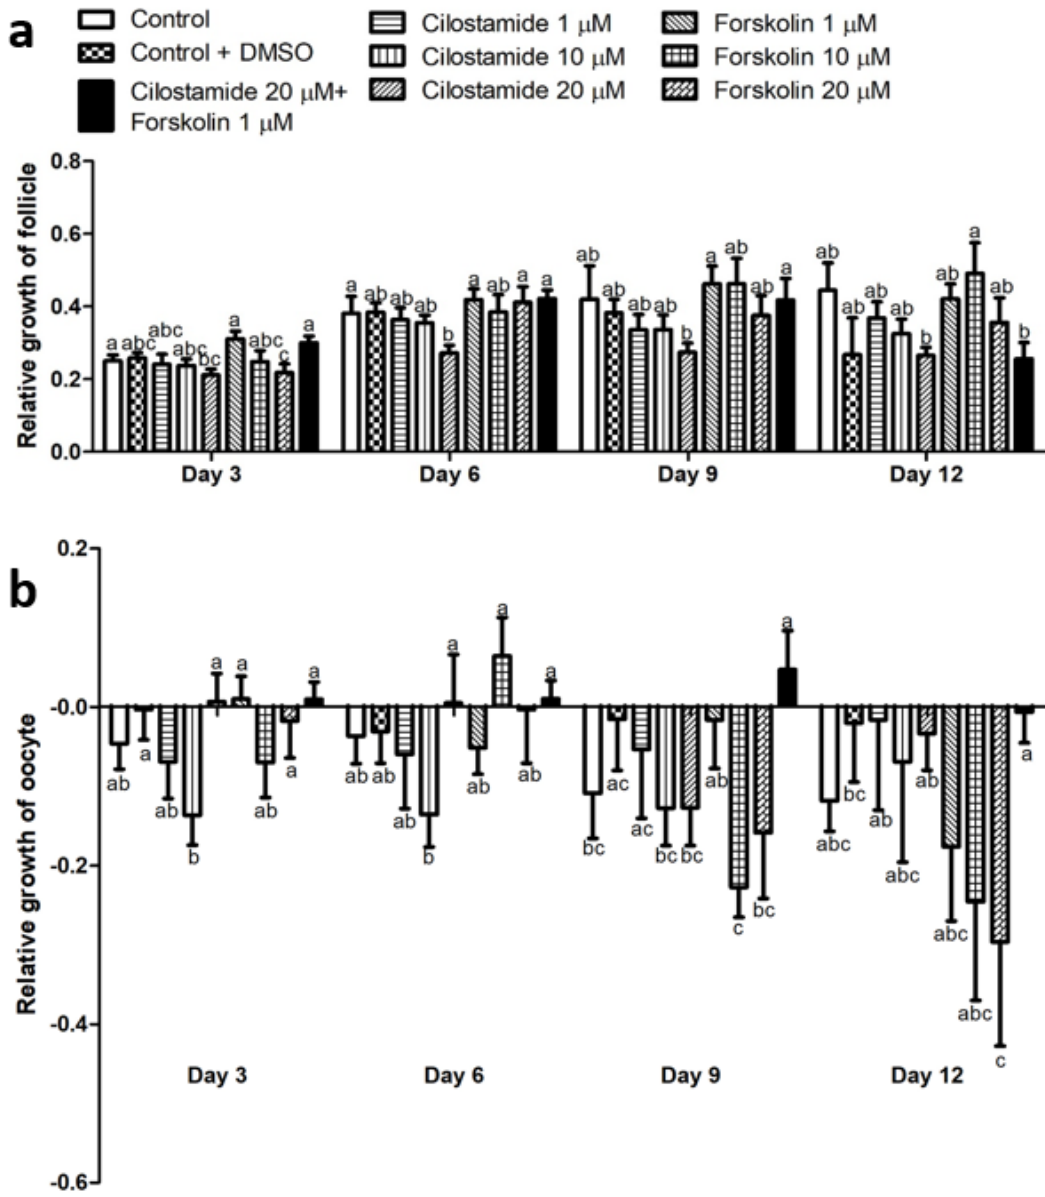 a
Control
Control + DMSO
Cilostamide 20 μM+
Forskolin 1 μM
Cilostamide 1 μM
Cilostamide 10 μM
Cilostamide 20 μM
Forskolin 1 μM
Forskolin 10 μM
Forskolin 20 μM
Relative growth of follicle
0.8
0.6
0.4
0.2
0.0
a abc abc abc bc a abc c a
a ab ab ab b a ab a a
ab ab ab ab b a ab ab a
ab ab ab ab b ab a ab b
Day 3 Day 6 Day 9 Day 12
b
Relative growth of oocyte
0.2
-0.0
-0.2
-0.4
-0.6
ab a ab b a a ab a a
ab ab ab b a ab a ab a
bc ac ac bc bc ab c bc a
abc bc ab abc ab abc abc c a
Day 3 Day 6 Day 9 Day 12